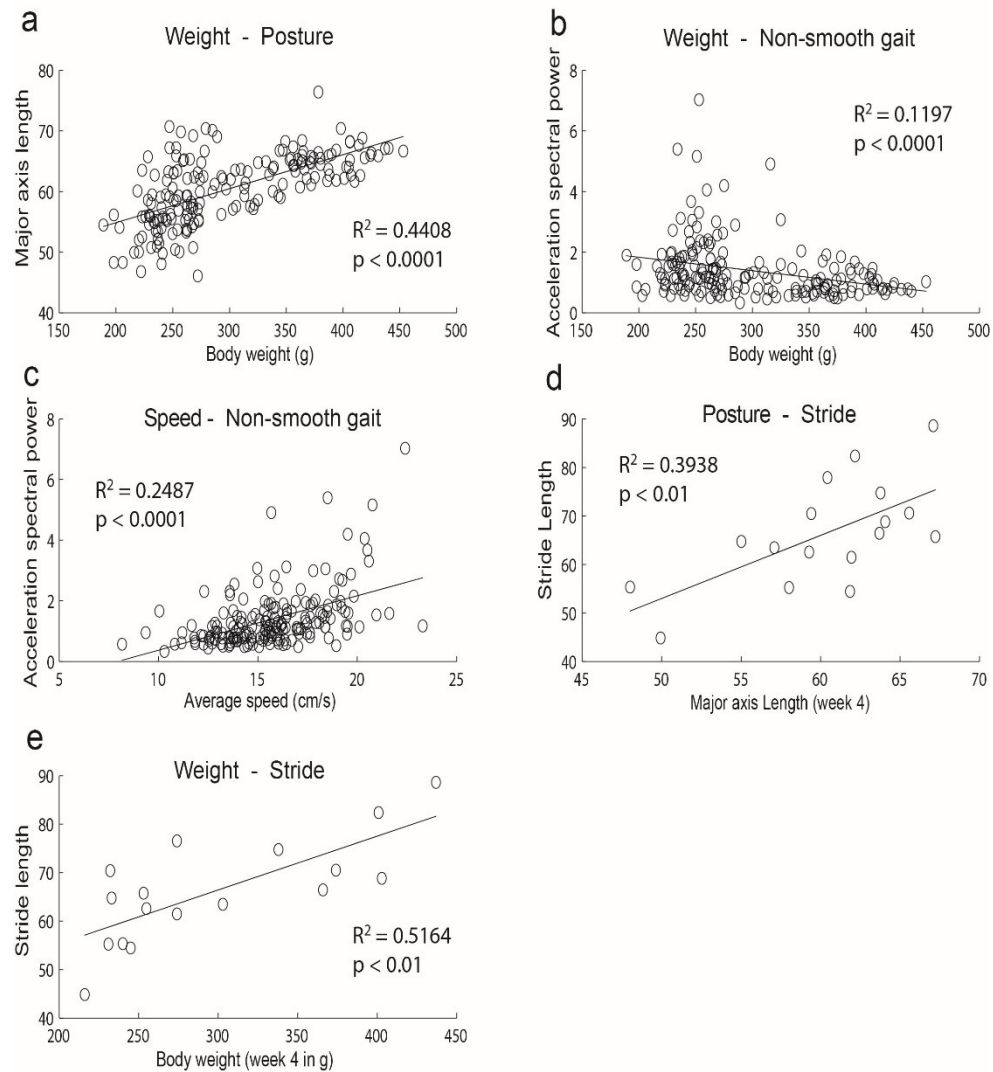 a
Weight - Posture
80
70
60
50
40
Major axis length
R² = 0.4408
p < 0.0001
150 200 250 300 350 400 450 500
Body weight (g)
b
Weight - Non-smooth gait
8
6
4
2
0
Acceleration spectral power
R² = 0.1197
p < 0.0001
150 200 250 300 350 400 450 500
Body weight (g)
c
Speed - Non-smooth gait
8
6
4
2
0
Acceleration spectral power
R² = 0.2487
p < 0.0001
5 10 15 20 25
Average speed (cm/s)
d
Posture - Stride
90
80
70
60
50
40
Stride Length
R² = 0.3938
p < 0.01
45 50 55 60 65 70
Major axis Length (week 4)
e
Weight - Stride
90
80
70
60
50
40
Stride length
R² = 0.5164
p < 0.01
200 250 300 350 400 450
Body weight (week 4 in g)